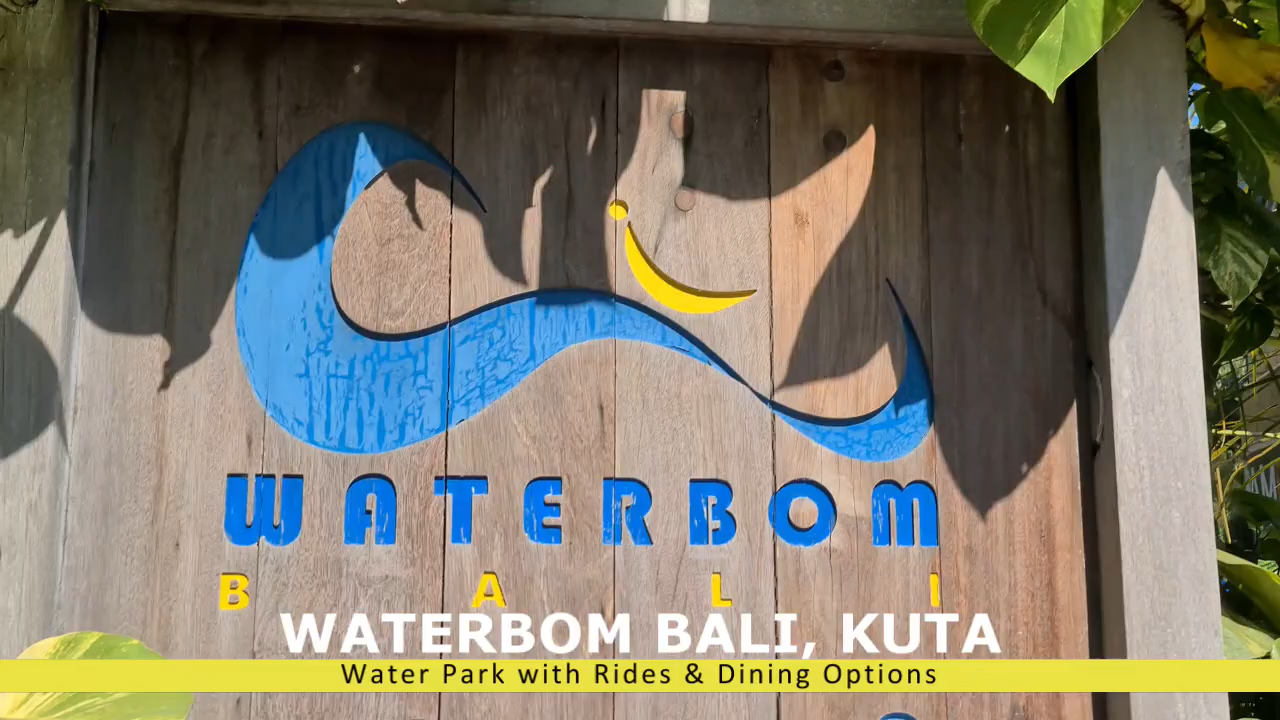 WATERBOM
BALI
WATERBOM BALI, KUTA
Water Park with Rides & Dining Options